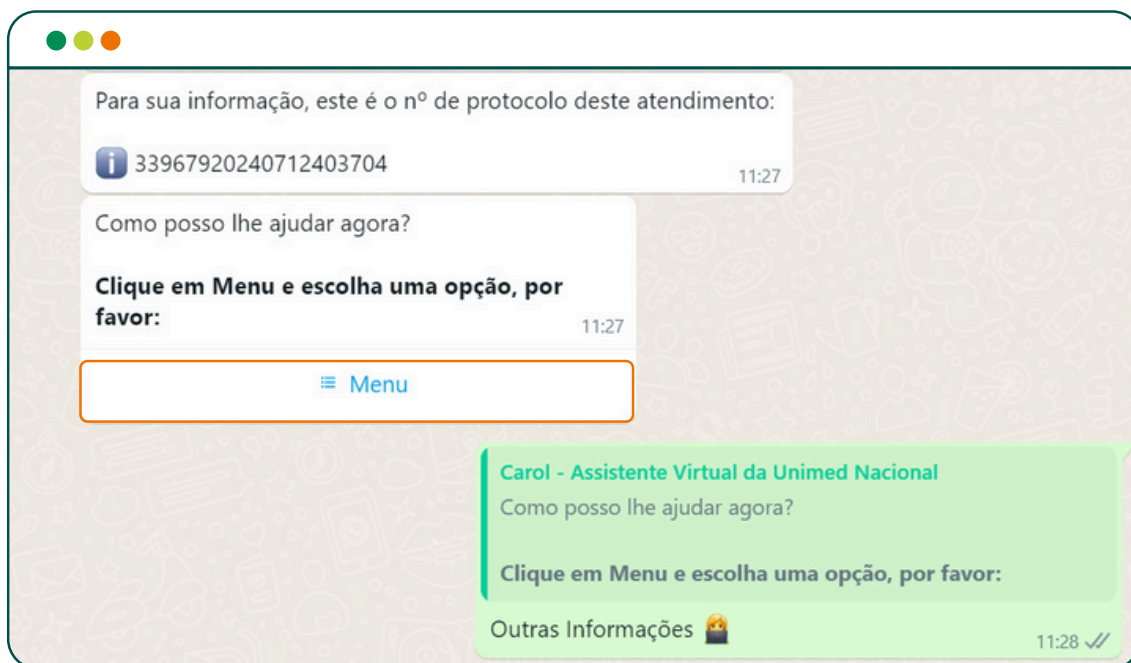 Para sua informação, este é o nº de protocolo deste atendimento:
33967920240712403704
11:27
Como posso lhe ajudar agora?
Clique em Menu e escolha uma opção, por
favor:
11:27
Menu
Carol - Assistente Virtual da Unimed Nacional
Como posso lhe ajudar agora?
Clique em Menu e escolha uma opção, por favor:
Outras Informações
11:28